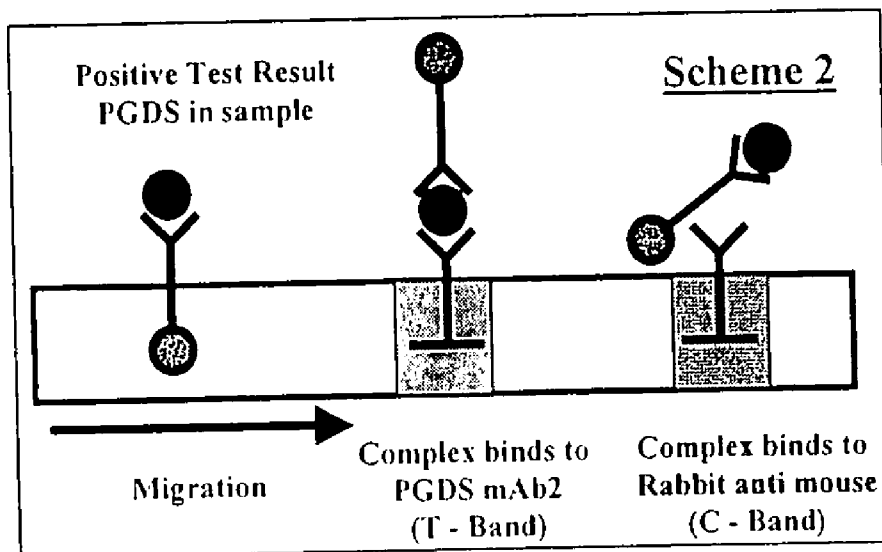 Positive Test Result
PGDS in sample
Scheme 2
Migration
Complex binds to
PGDS mAb2
(T - Band)
Complex binds to
Rabbit anti mouse
(C - Band)